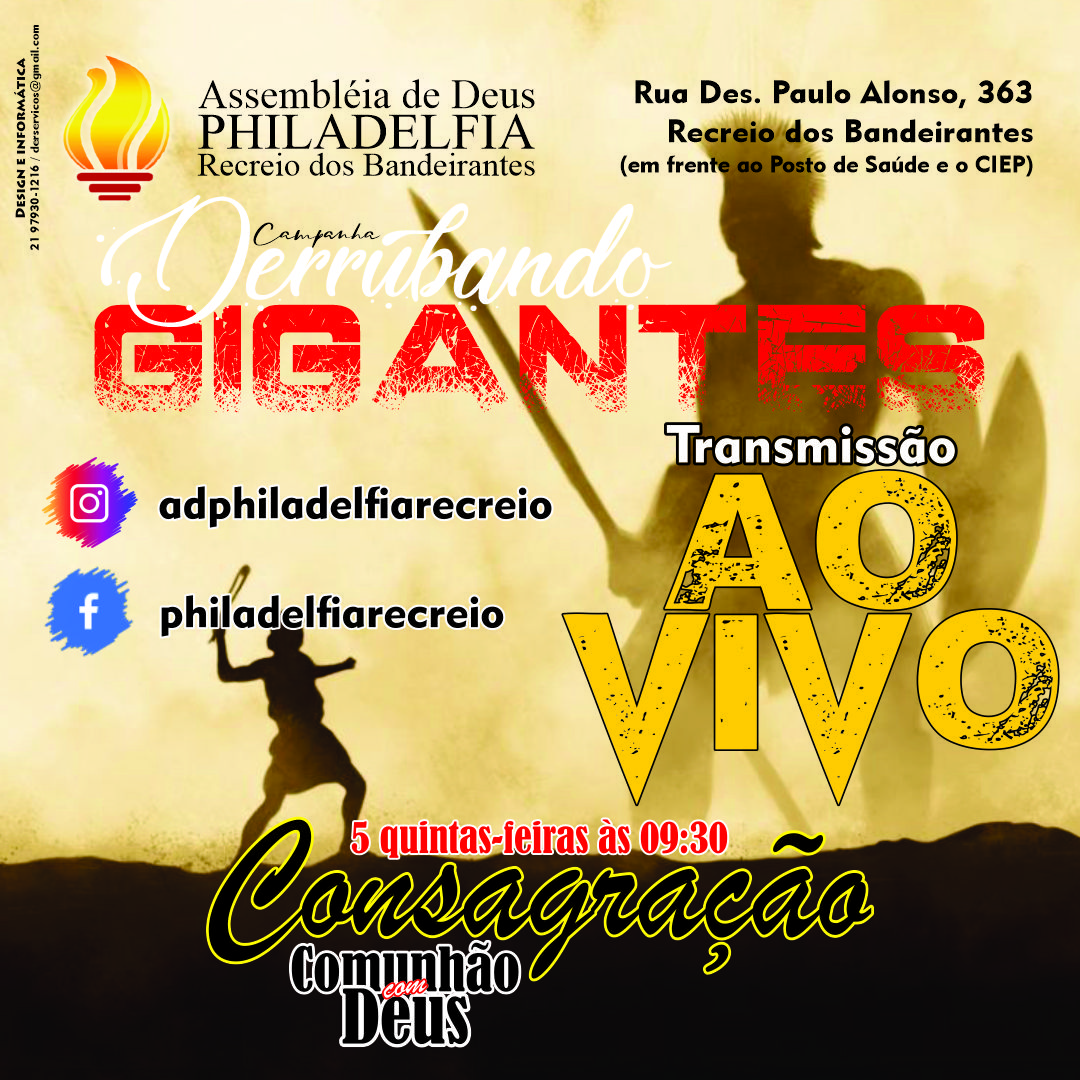 DESIGN E INFORMÁTICA
21 97930-1216 / derservicos@gmail.com
Assembléia de Deus
PHILADELFIA
Recreio dos Bandeirantes
Rua Des. Paulo Alonso, 363
Recreio dos Bandeirantes
(em frente ao Posto de Saúde e o CIEP)
Campanha
Derrubando
GIGANTES
Transmissão
AO
VIVO
adphiladelfiarecreio
philadelfiarecreio
5 quintas-feiras às 09:30
Consagração
Comunhão
com
Deus